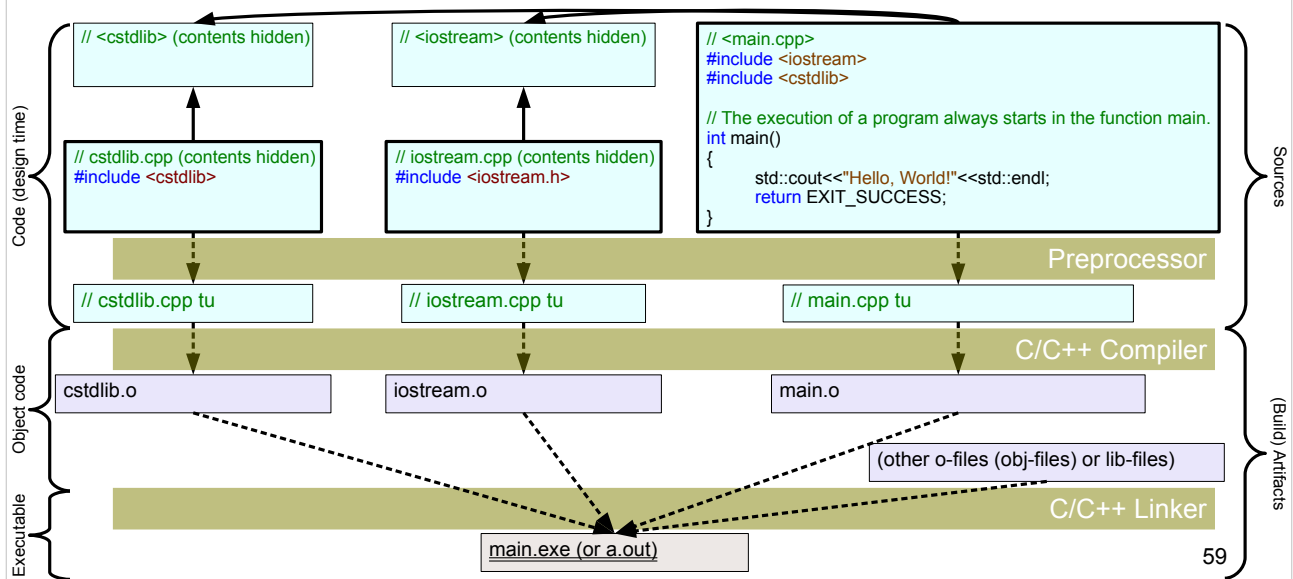 // <cstdlib> (contents hidden)
// <iostream> (contents hidden)
// <main.cpp>
#include <iostream>
#include <cstdlib>
// The execution of a program always starts in the function main.
int main()
{
std::cout<<"Hello, World!"<<std::endl;
return EXIT_SUCCESS;
}
// cstdlib.cpp (contents hidden)
#include <cstdlib>
// iostream.cpp (contents hidden)
#include <iostream.h>
Code (design time)
Sources
Preprocessor
// cstdlib.cpp tu
// iostream.cpp tu
// main.cpp tu
C/C++ Compiler
cstdlib.o
iostream.o
main.o
Object code
(other o-files (obj-files) or lib-files)
(Build) Artifacts
C/C++ Linker
Executable
main.exe (or a.out)
59